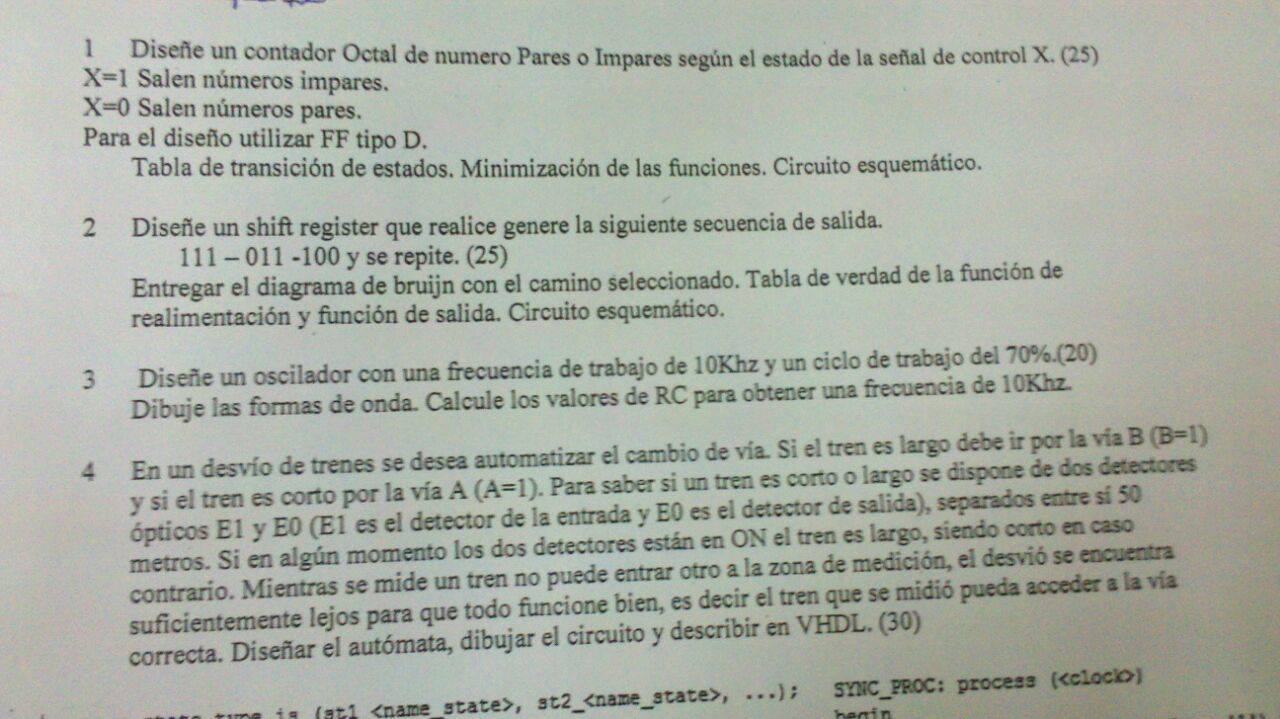 1 Diseñe un contador Octal de numero Pares o Impares según el estado de la señal de control X. (25)
X=1 Salen números impares.
X=0 Salen números pares.
Para el diseño utilizar FF tipo D.
Tabla de transición de estados. Minimización de las funciones. Circuito esquemático.
2 Diseñe un shift register que realice genere la siguiente secuencia de salida.
111 – 011 -100 y se repite. (25)
Entregar el diagrama de bruijn con el camino seleccionado. Tabla de verdad de la función de
realimentación y función de salida. Circuito esquemático.
3 Diseñe un oscilador con una frecuencia de trabajo de 10Khz y un ciclo de trabajo del 70%.(20)
Dibuje las formas de onda. Calcule los valores de RC para obtener una frecuencia de 10Khz.
4 En un desvío de trenes se desea automatizar el cambio de vía. Si el tren es largo debe ir por la vía B (B=1)
y si el tren es corto por la vía A (A=1). Para saber si un tren es corto o largo se dispone de dos detectores
ópticos E1 y E0 (E1 es el detector de la entrada y E0 es el detector de salida), separados entre sí 50
metros. Si en algún momento los dos detectores están en ON el tren es largo, siendo corto en caso
contrario. Mientras se mide un tren no puede entrar otro a la zona de medición, el desvió se encuentra
suficientemente lejos para que todo funcione bien, es decir el tren que se midió pueda acceder a la vía
correcta. Diseñar el autómata, dibujar el circuito y describir en VHDL. (30)
is (st1_<name_state>, st2_<name_state>, ...); SYNC_PROC: process (<clock>)
begin